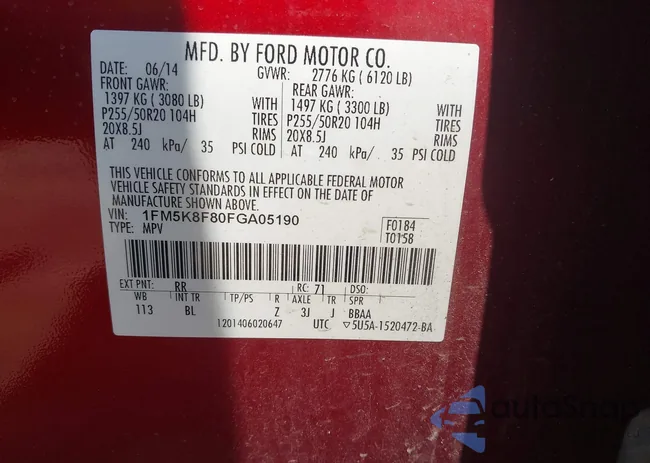 MFD. BY FORD MOTOR CO.
DATE: 06/14 GVWR: 2776 KG ( 6120 LB)
FRONT GAWR: REAR GAWR:
1397 KG ( 3080 LB) WITH 1497 KG ( 3300 LB) WITH
P255/50R20 104H TIRES P255/50R20 104H TIRES
20X8.5J RIMS 20X8.5J RIMS
AT 240 kPa/ 35 PSI COLD AT 240 kPa/ 35 PSI COLD
THIS VEHICLE CONFORMS TO ALL APPLICABLE FEDERAL MOTOR
VEHICLE SAFETY STANDARDS IN EFFECT ON THE DATE OF
MANUFACTURE SHOWN ABOVE.
VIN: 1FM5K8F80FGA05190 F0184
TYPE: MPV T0158
EXT PNT: RR RC: 71 DSO:
WB INT TR TP/PS R AXLE TR SPR
113 BL Z 3J J BBAA
1201406020647 UTC ▽5U5A-1520472-BA
autoSnap